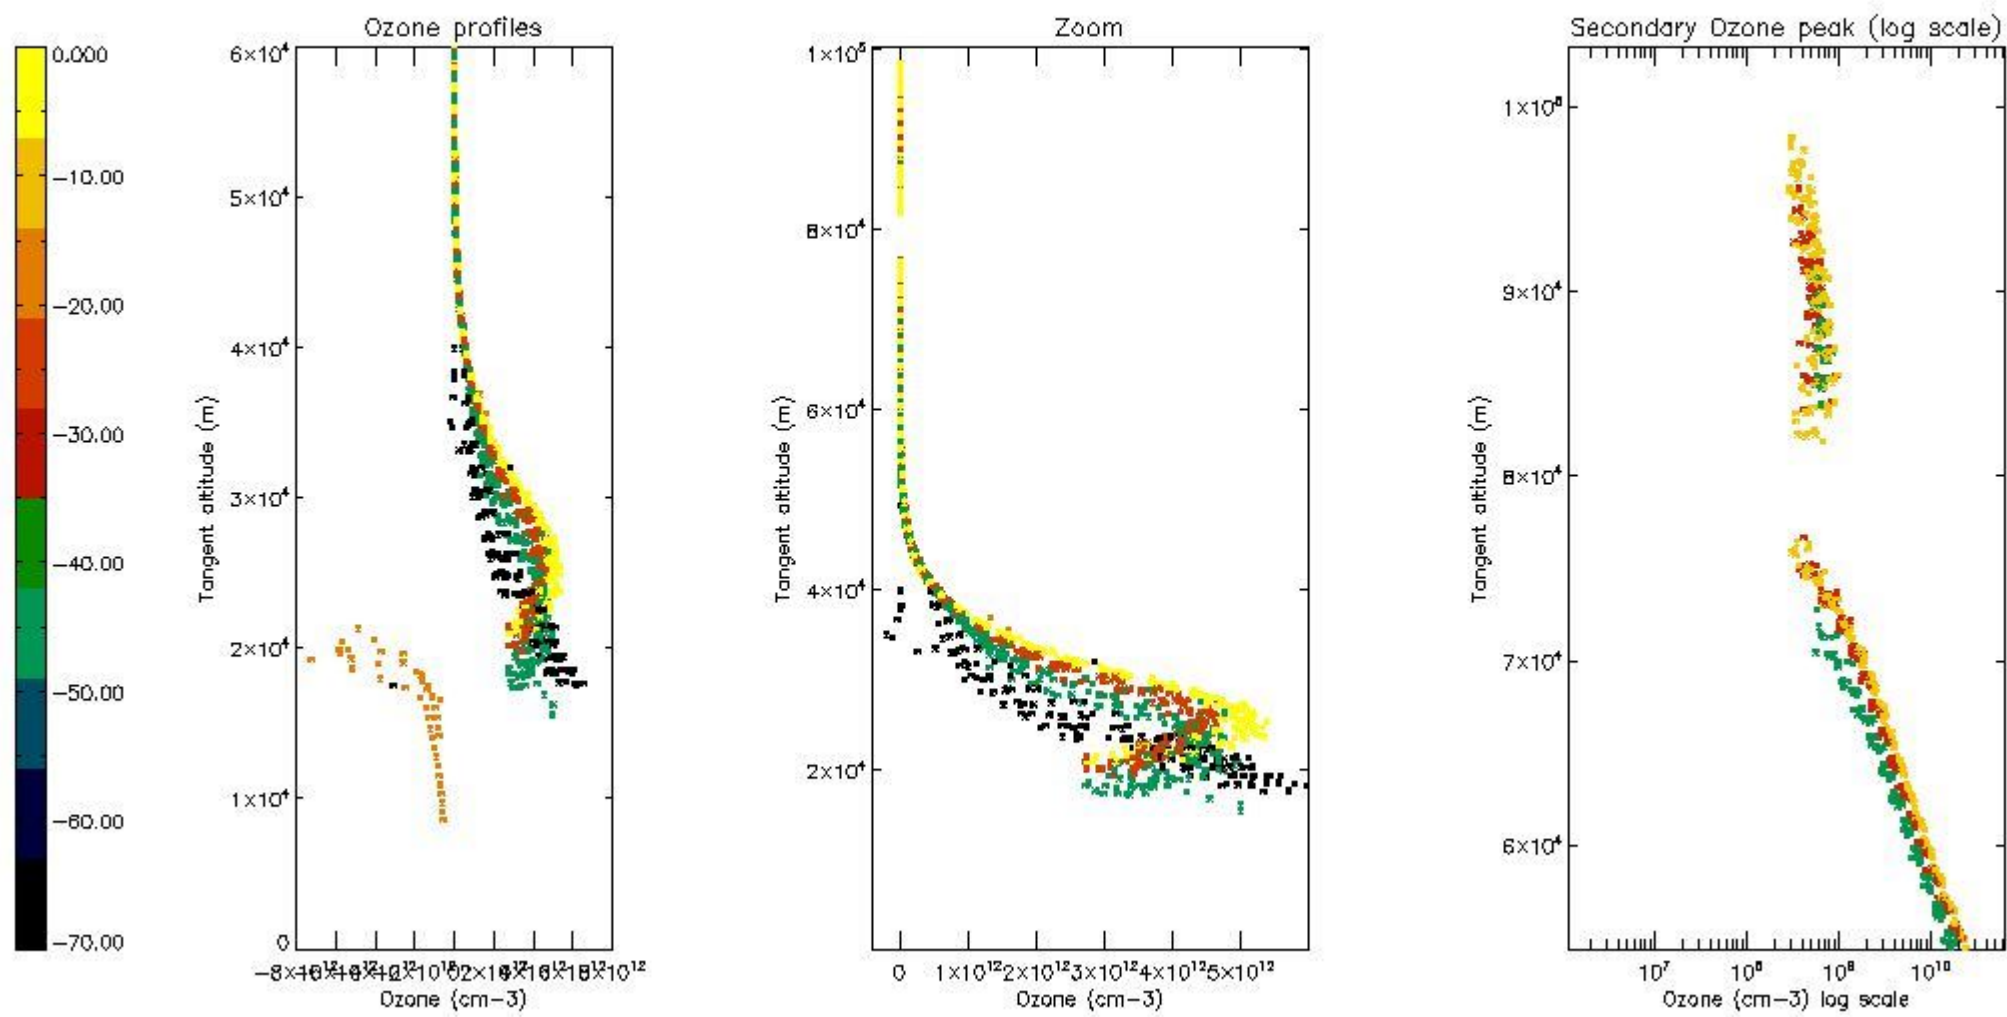 Ozone profiles
Zoom
Secondary Ozone peak (log scale)
0.000
−10.00
−20.00
−30.00
−40.00
−50.00
−60.00
−70.00
6×10⁴
5×10⁴
4×10⁴
3×10⁴
2×10⁴
1×10⁴
0
Tangent altitude (m)
Ozone (cm−3)
1×10⁵
8×10⁴
6×10⁴
4×10⁴
2×10⁴
Tangent altitude (m)
0 1×10¹² 2×10¹² 3×10¹² 4×10¹² 5×10¹²
Ozone (cm−3)
9×10⁴
8×10⁴
7×10⁴
6×10⁴
Tangent altitude (m)
10⁷ 10⁸ 10⁹ 10¹⁰
Ozone (cm−3) log scale